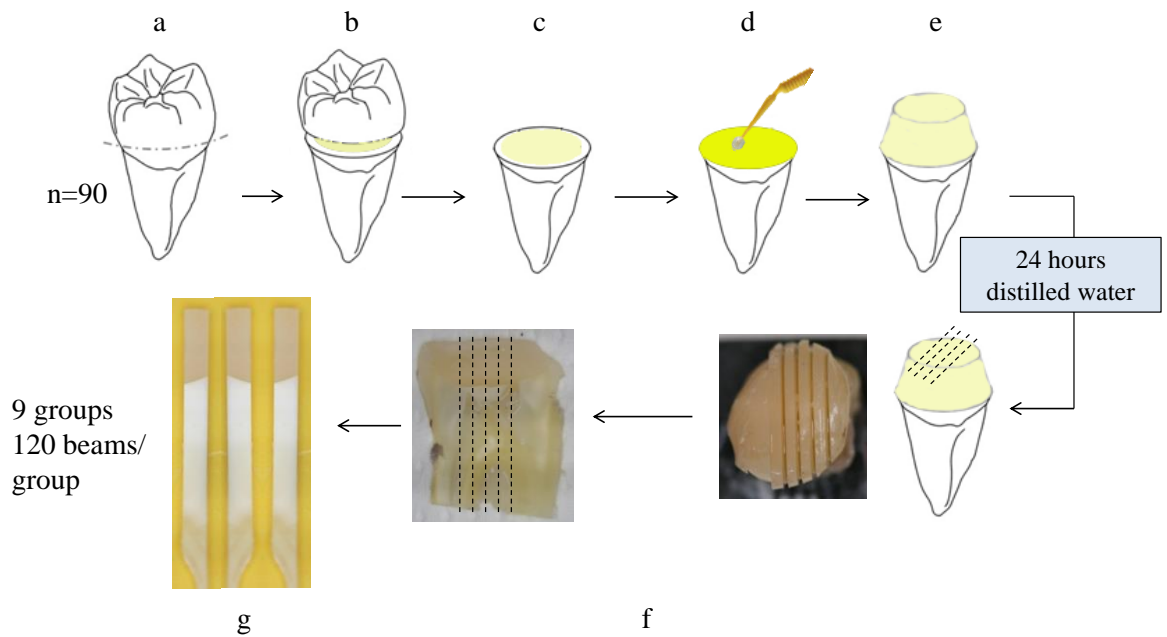 a
b
c
d
e
n=90
24 hours
distilled water
9 groups
120 beams/
group
g
f